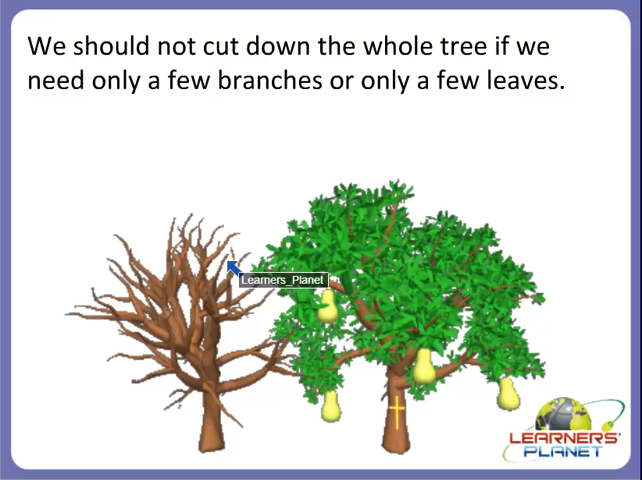 We should not cut down the whole tree if we
need only a few branches or only a few leaves.
Learners_Planet
LEARNERS'
PLANET